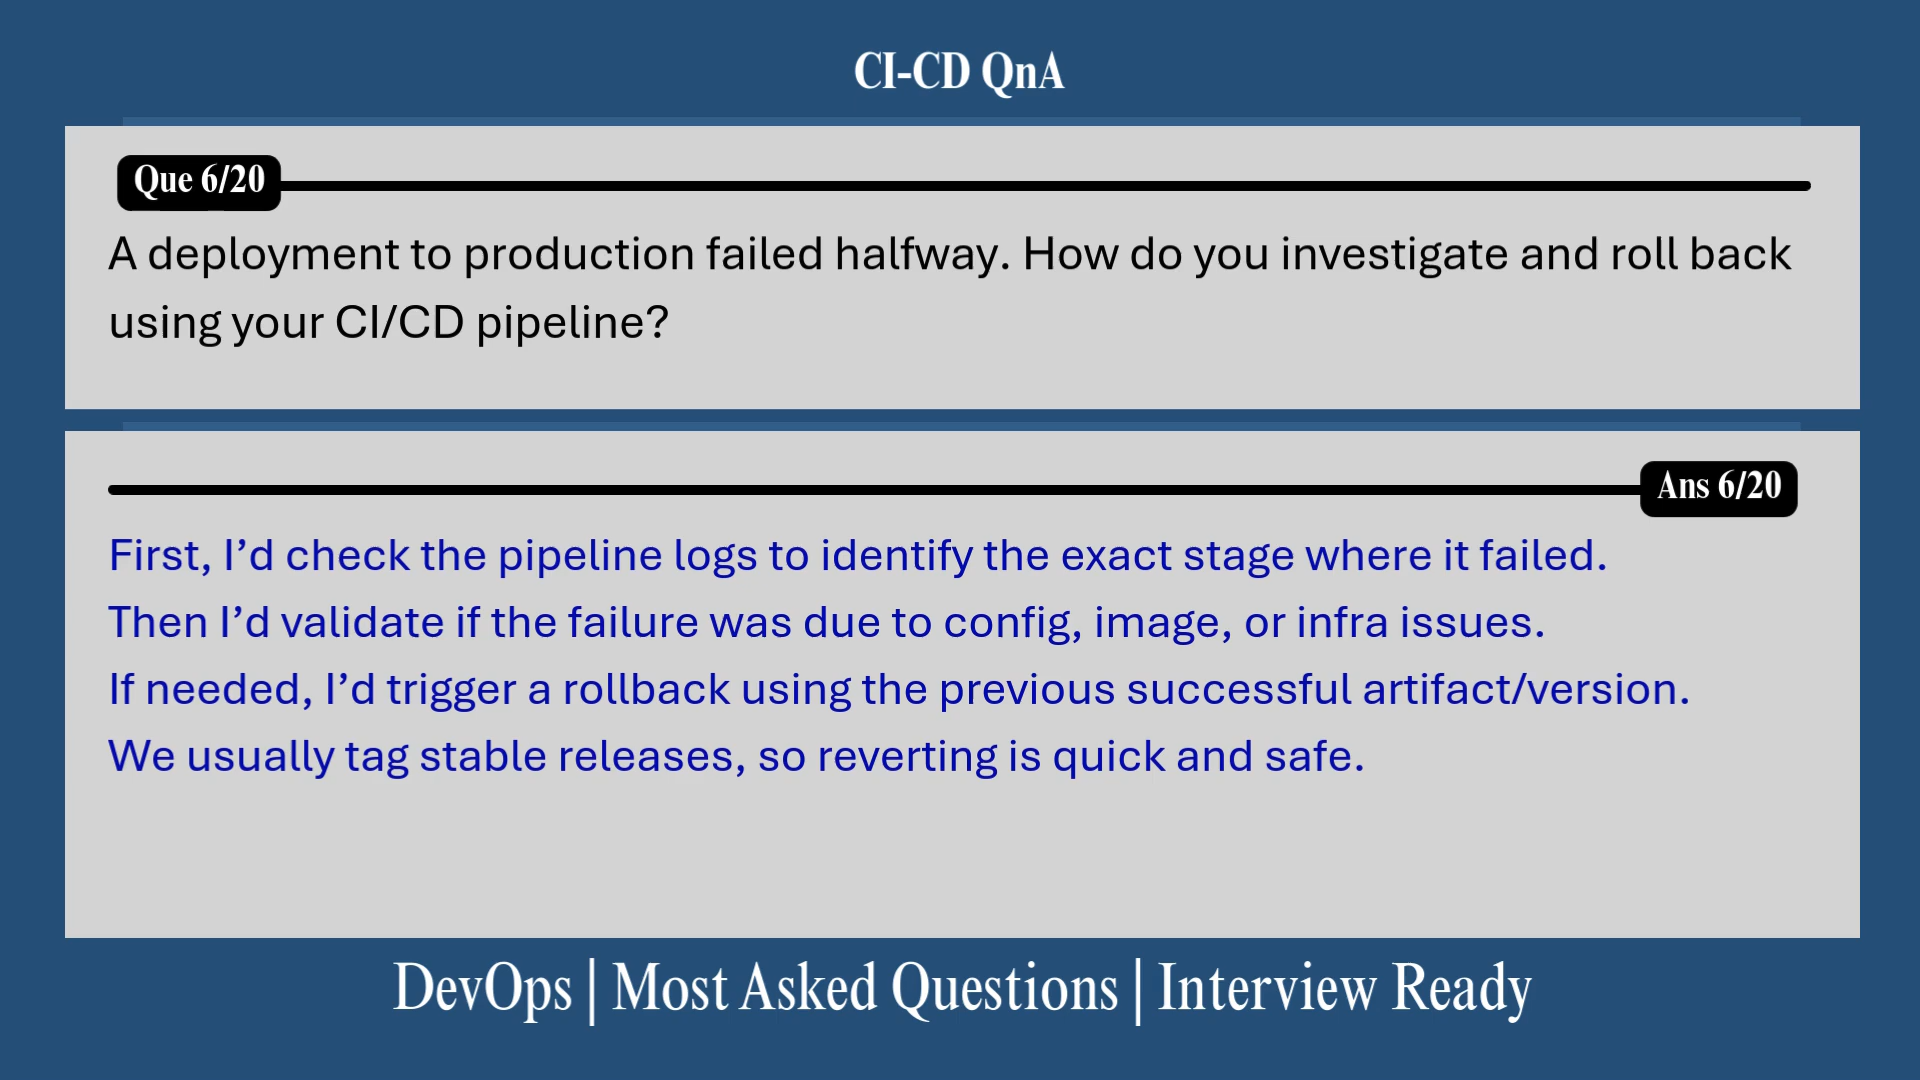 CI-CD QnA
Que 6/20
A deployment to production failed halfway. How do you investigate and roll back
using your CI/CD pipeline?
Ans 6/20
First, I’d check the pipeline logs to identify the exact stage where it failed.
Then I’d validate if the failure was due to config, image, or infra issues.
If needed, I’d trigger a rollback using the previous successful artifact/version.
We usually tag stable releases, so reverting is quick and safe.
DevOps | Most Asked Questions | Interview Ready